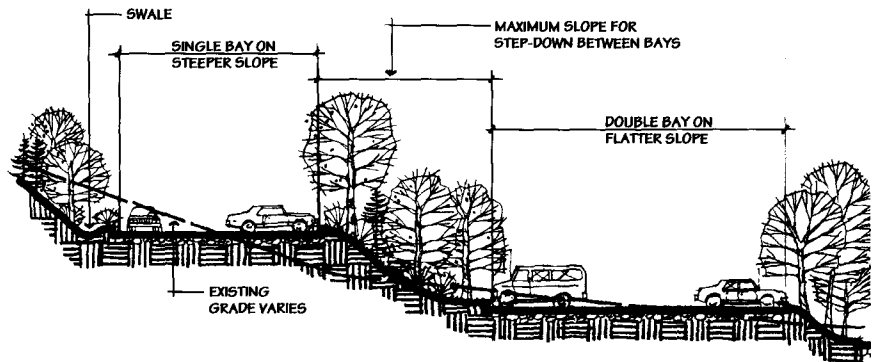 SWALE
SINGLE BAY ON
STEEPER SLOPE
MAXIMUM SLOPE FOR
STEP-DOWN BETWEEN BAYS
DOUBLE BAY ON
FLATTER SLOPE
EXISTING
GRADE VARIES